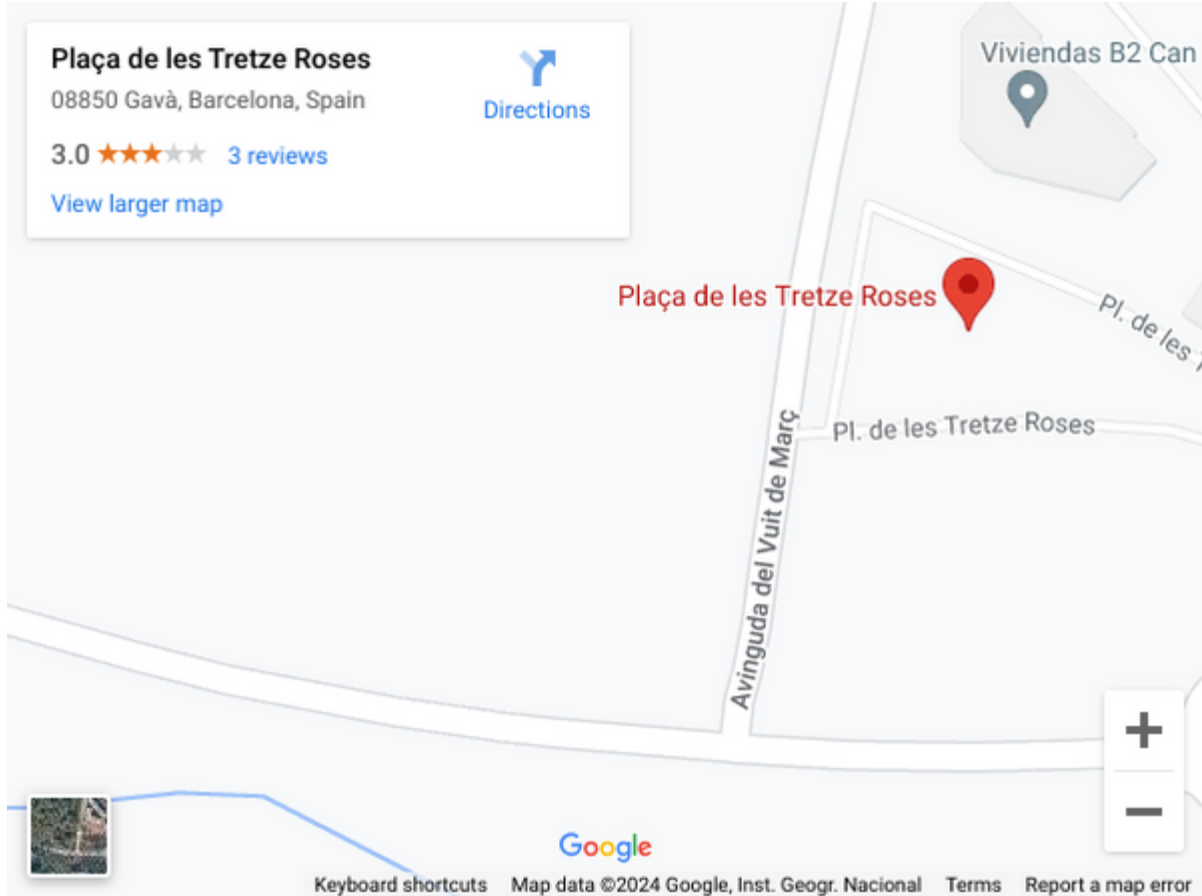 Plaça de les Tretze Roses
08850 Gavà, Barcelona, Spain
Directions
3.0 3 reviews
View larger map
Viviendas B2 Can
Plaça de les Tretze Roses
Pl. de les
Pl. de les Tretze Roses
Avinguda del Vuit de Març
Google
Keyboard shortcuts Map data ©2024 Google, Inst. Geogr. Nacional Terms Report a map error